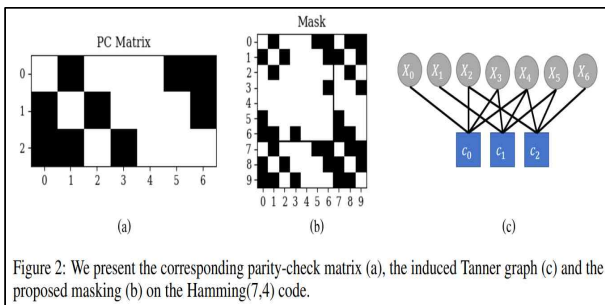 PC Matrix
0
1
2
0 1 2 3 4 5 6
(a)
Mask
0
1
2
3
4
5
6
7
8
9
0 1 2 3 4 5 6 7 8 9
(b)
X0 X1 X2 X3 X4 X5 X6
c0 c1 c2
(c)
Figure 2: We present the corresponding parity-check matrix (a), the induced Tanner graph (c) and the
proposed masking (b) on the Hamming(7,4) code.